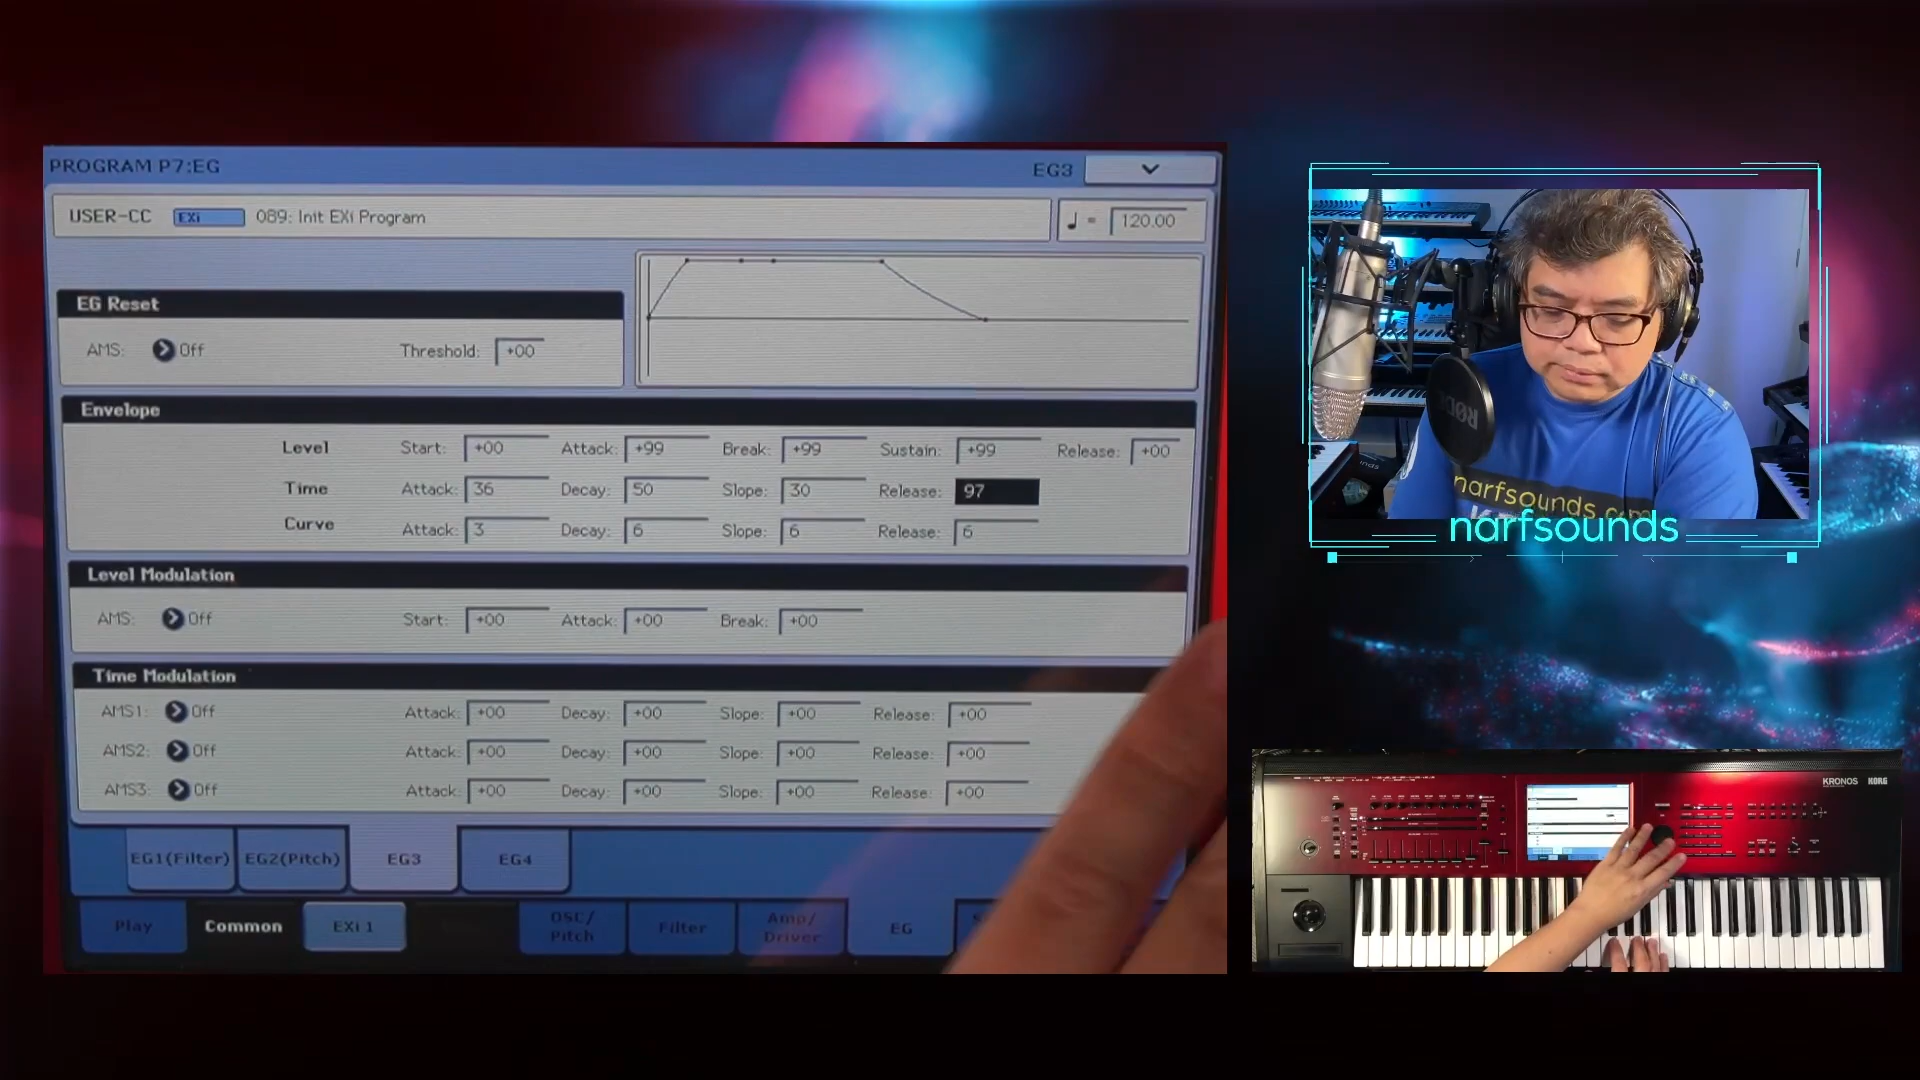 PROGRAM P7:EG EG3
USER-CC EXi 089: Init EXi Program ♩ = 120.00
EG Reset
AMS: Off Threshold: +00
Envelope
Level Start: +00 Attack: +99 Break: +99 Sustain: +99 Release: +00
Time Attack: 36 Decay: 50 Slope: 30 Release: 97
Curve Attack: 3 Decay: 6 Slope: 6 Release: 6
Level Modulation
AMS: Off Start: +00 Attack: +00 Break: +00
Time Modulation
AMS1: Off Attack: +00 Decay: +00 Slope: +00 Release: +00
AMS2: Off Attack: +00 Decay: +00 Slope: +00 Release: +00
AMS3: Off Attack: +00 Decay: +00 Slope: +00 Release: +00
EG1(Filter) EG2(Pitch) EG3 EG4
Play Common EXi 1 OSC/Pitch Filter Amp/Driver EG
RØDE
narfsounds.com
narfsounds
KRONOS KORG